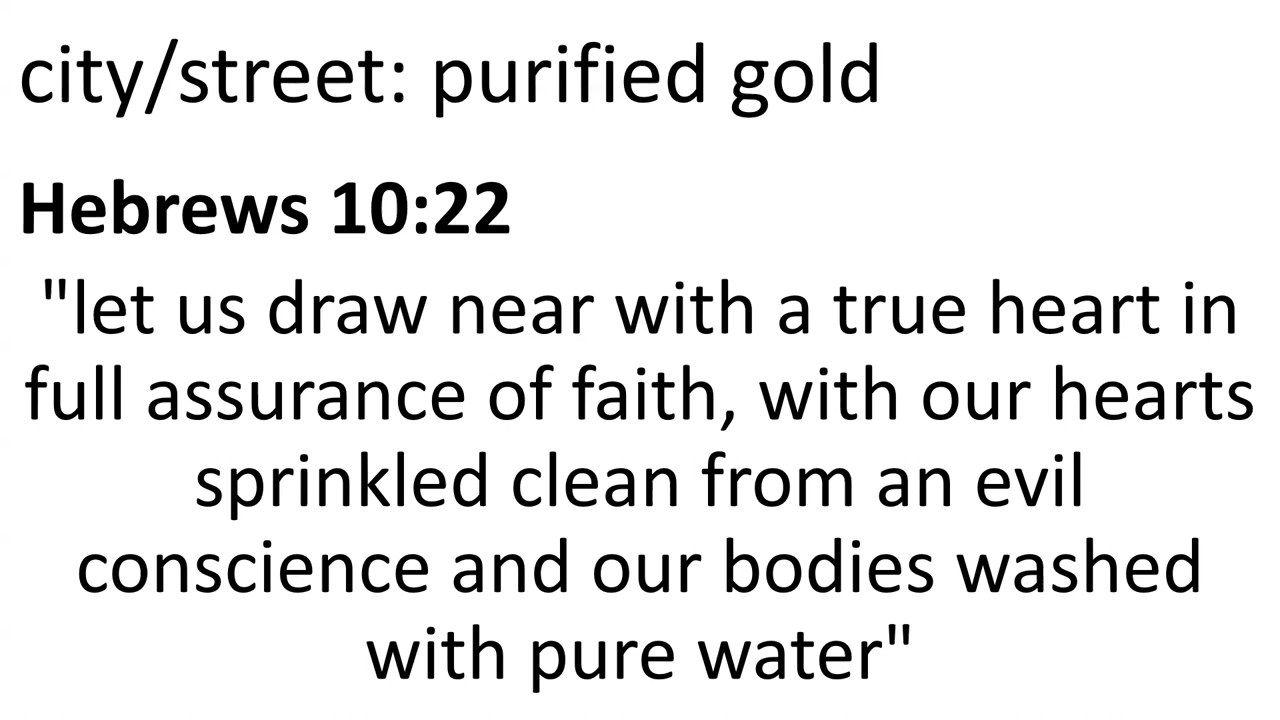 city/street: purified gold
Hebrews 10:22
"let us draw near with a true heart in
full assurance of faith, with our hearts
sprinkled clean from an evil
conscience and our bodies washed
with pure water"